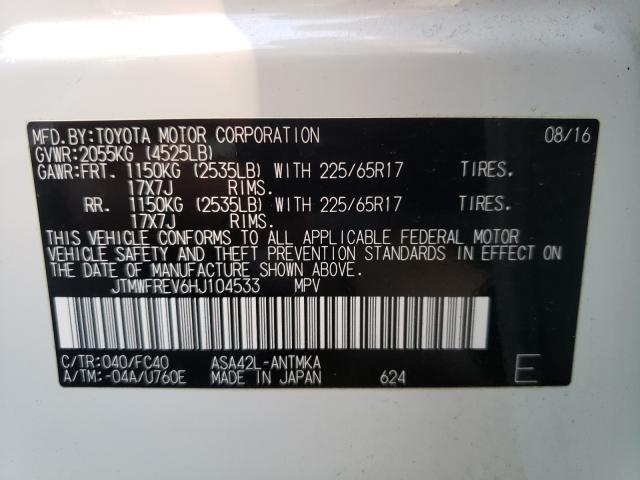 MFD.BY:TOYOTA MOTOR CORPORATION 08/16
GVWR:2055KG (4525LB)
GAWR:FRT. 1150KG (2535LB) WITH 225/65R17 TIRES.
17X7J RIMS.
RR. 1150KG (2535LB) WITH 225/65R17 TIRES.
17X7J RIMS.
THIS VEHICLE CONFORMS TO ALL APPLICABLE FEDERAL MOTOR
VEHICLE SAFETY AND THEFT PREVENTION STANDARDS IN EFFECT ON
THE DATE OF MANUFACTURE SHOWN ABOVE.
JTMWFREV6HJ104533 MPV
C/TR:040/FC40 ASA42L-ANTMKA
A/TM:-04A/U760E MADE IN JAPAN 624 E